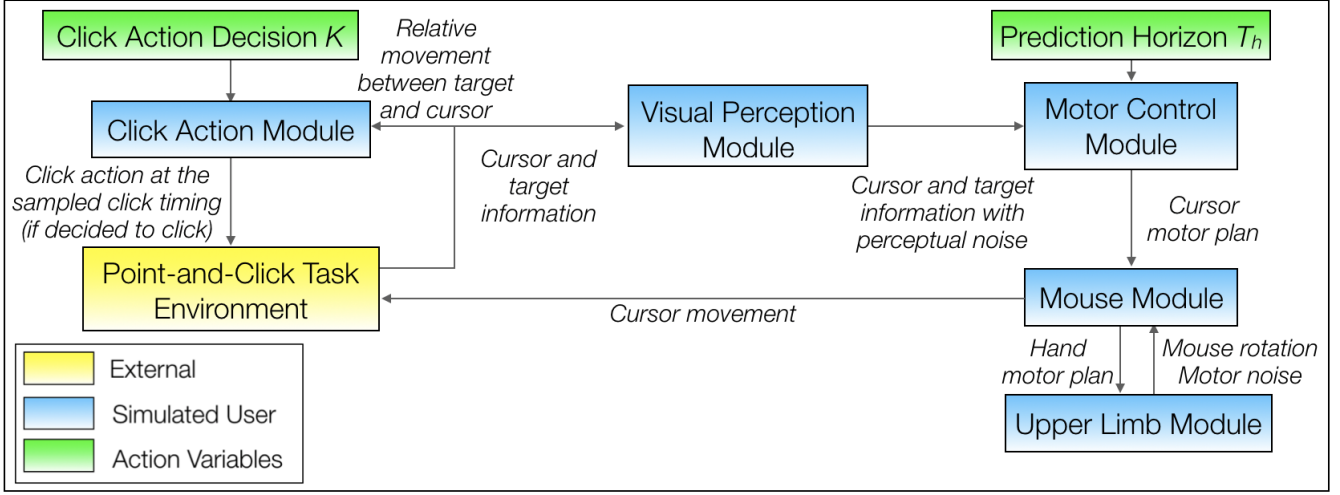 Click Action Decision K
Relative
movement
between target
and cursor
Prediction Horizon Th
Click Action Module
Visual Perception
Module
Motor Control
Module
Click action at the
sampled click timing
(if decided to click)
Cursor and
target
information
Cursor and target
information with
perceptual noise
Cursor
motor plan
Point-and-Click Task
Environment
Mouse Module
Cursor movement
Hand
motor plan
Mouse rotation
Motor noise
Upper Limb Module
External
Simulated User
Action Variables